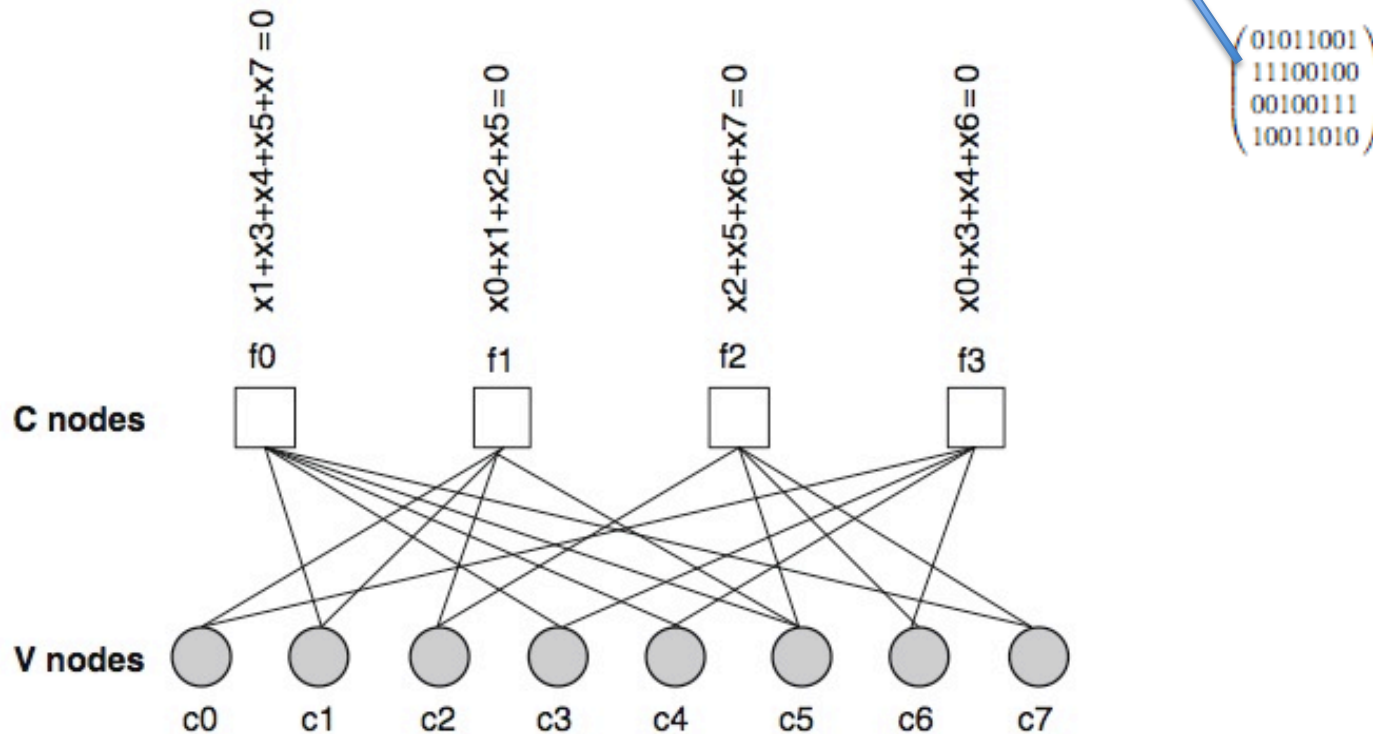 x1+x3+x4+x5+x7 = 0
x0+x1+x2+x5 = 0
x2+x5+x6+x7 = 0
x0+x3+x4+x6 = 0
01011001
11100100
00100111
10011010
f0 f1 f2 f3
C nodes
V nodes
c0 c1 c2 c3 c4 c5 c6 c7